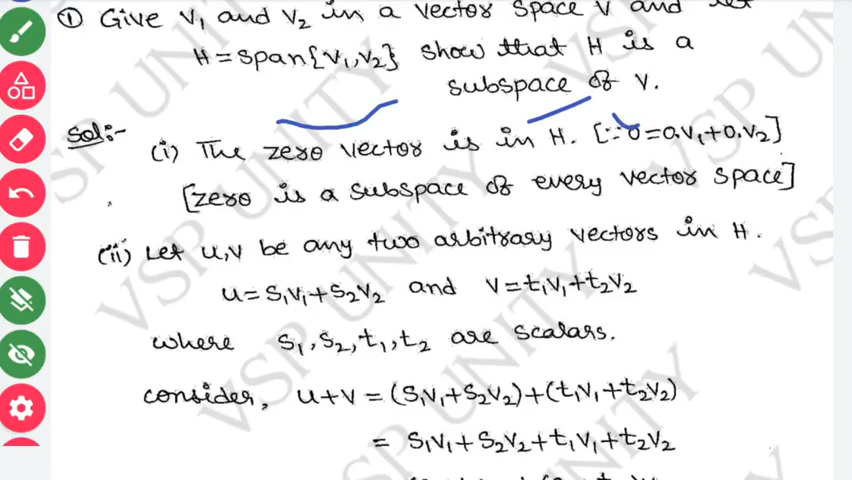 ① Give V₁ and V₂ in a vector space V and let
H = span{V₁,V₂} show that H is a
subspace of V.
Sol:-
(i) The zero vector is in H. [∵ 0=0.V₁+0.V₂]
[zero is a subspace of every vector space]
(ii) Let u,v be any two arbitrary vectors in H.
u=S₁V₁+S₂V₂ and V=t₁V₁+t₂V₂
where S₁,S₂,t₁,t₂ are scalars.
consider, u+v = (S₁V₁+S₂V₂)+(t₁V₁+t₂V₂)
= S₁V₁+S₂V₂+t₁V₁+t₂V₂
VSP UNITY